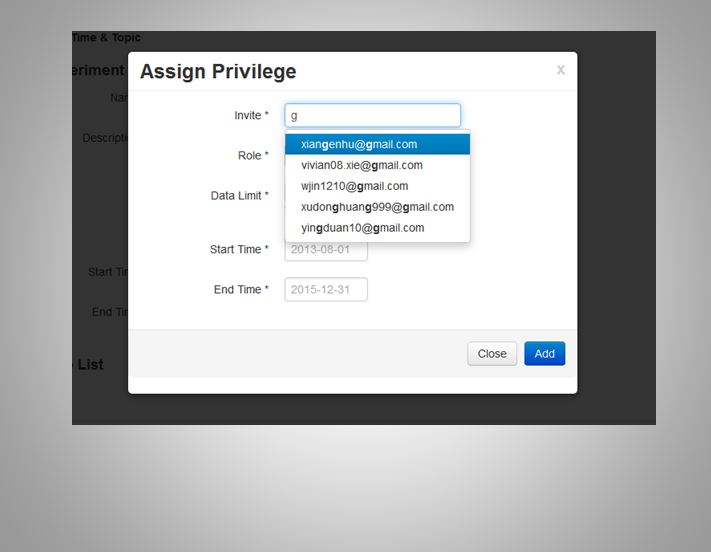 Time & Topic
Assign Privilege
x
eriment
Invite *
g
Nar
xiangenhu@gmail.com
Descriptio
Role *
vivian08.xie@gmail.com
wjin1210@gmail.com
Data Limit *
xudonghuang999@gmail.com
yingduan10@gmail.com
Start Time *
2013-08-01
Start Tir
End Time *
2015-12-31
End Tir
List
Close
Add